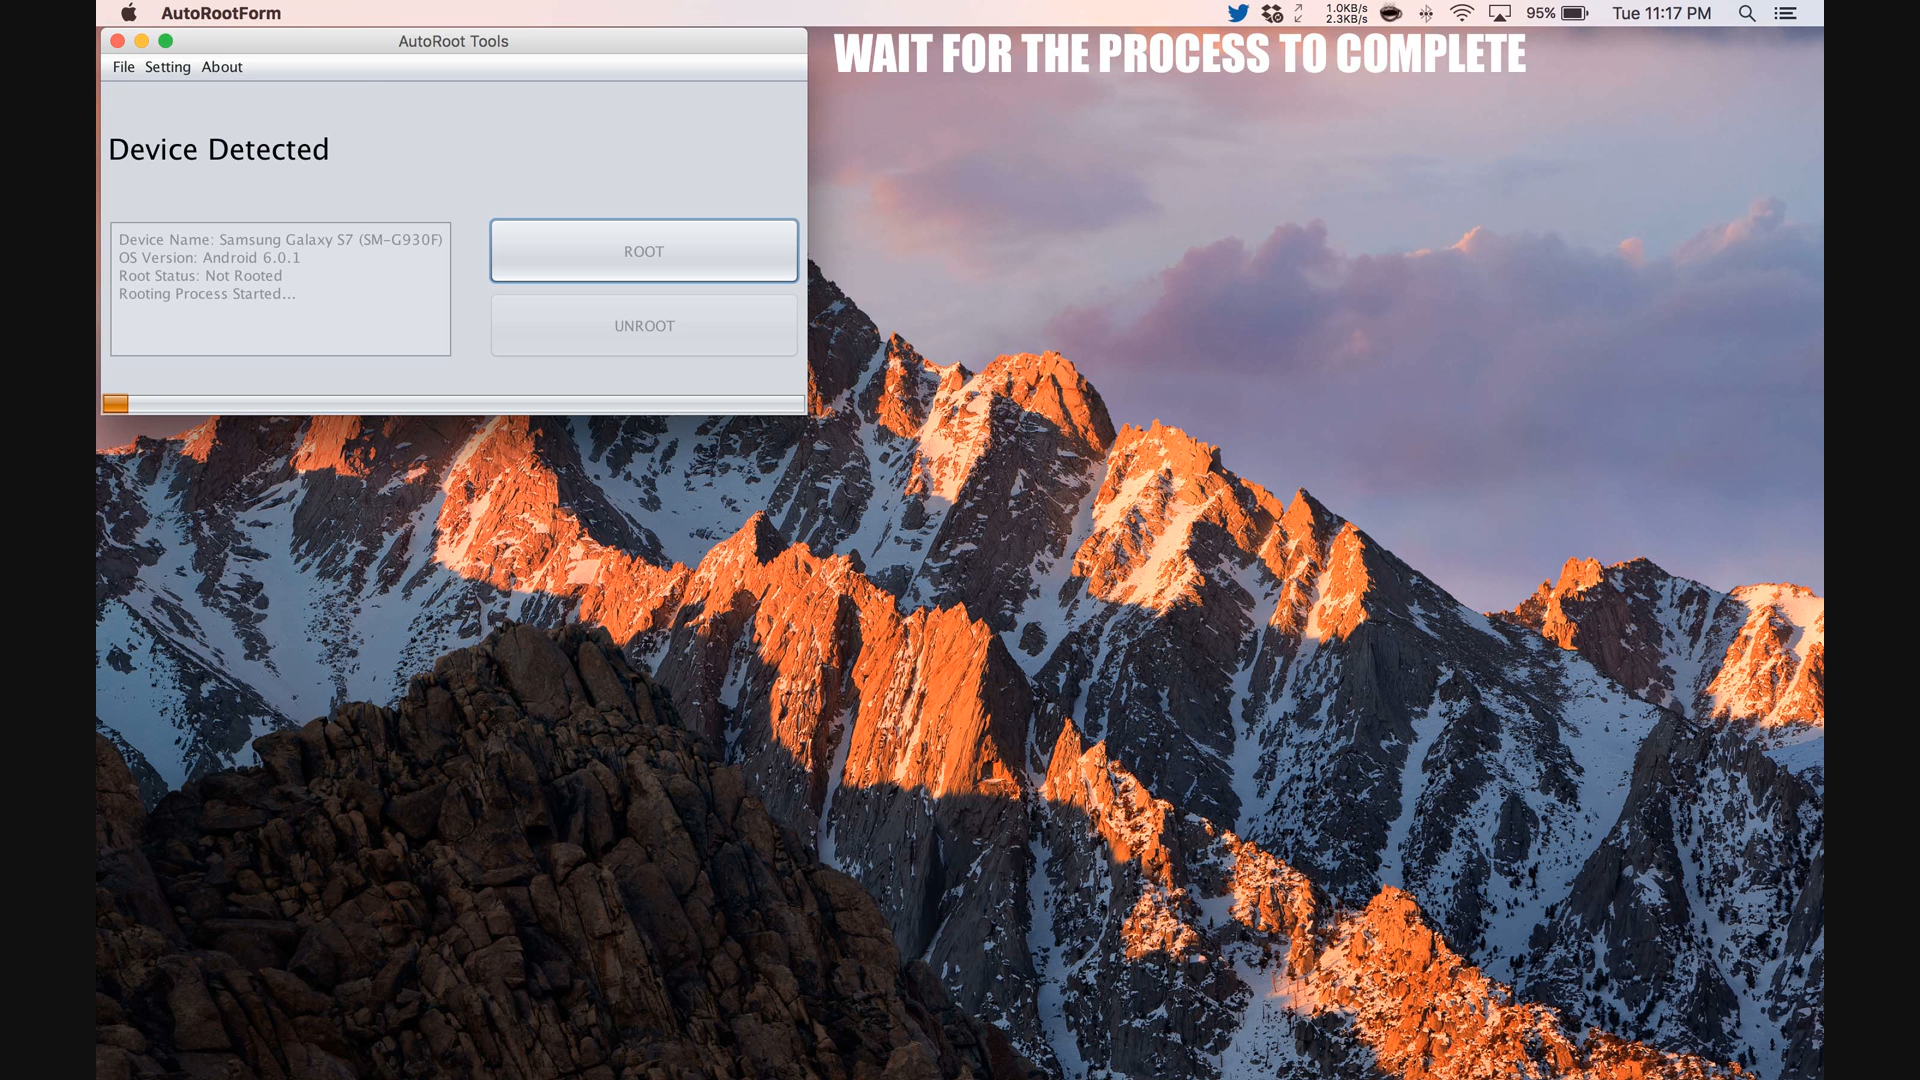 AutoRootForm
1.0KB/s
2.3KB/s
95%
Tue 11:17 PM
AutoRoot Tools
WAIT FOR THE PROCESS TO COMPLETE
File Setting About
Device Detected
Device Name: Samsung Galaxy S7 (SM-G930F)
OS Version: Android 6.0.1
Root Status: Not Rooted
Rooting Process Started...
ROOT
UNROOT